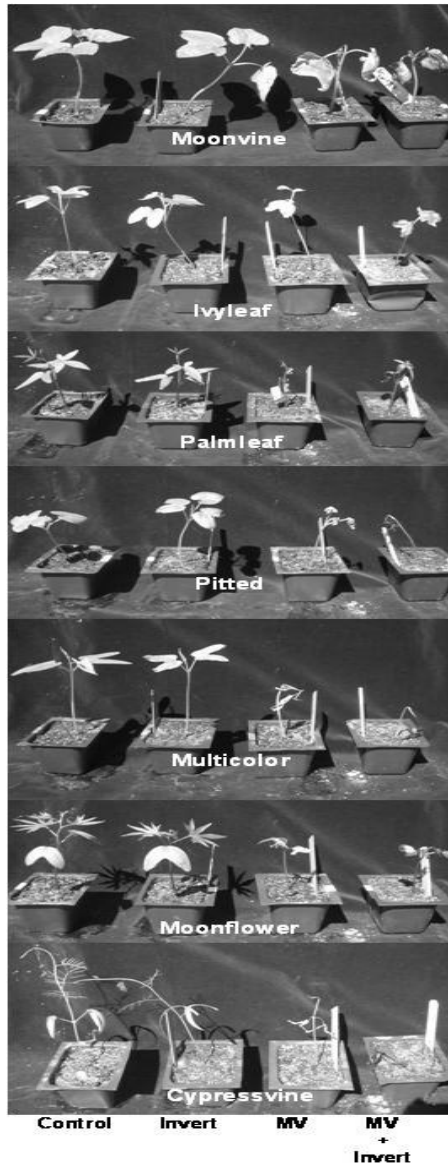 Moonvine
Ivyleaf
Palmleaf
Pitted
Multicolor
Moonflower
Cypressvine
Control Invert MV MV
+
Invert